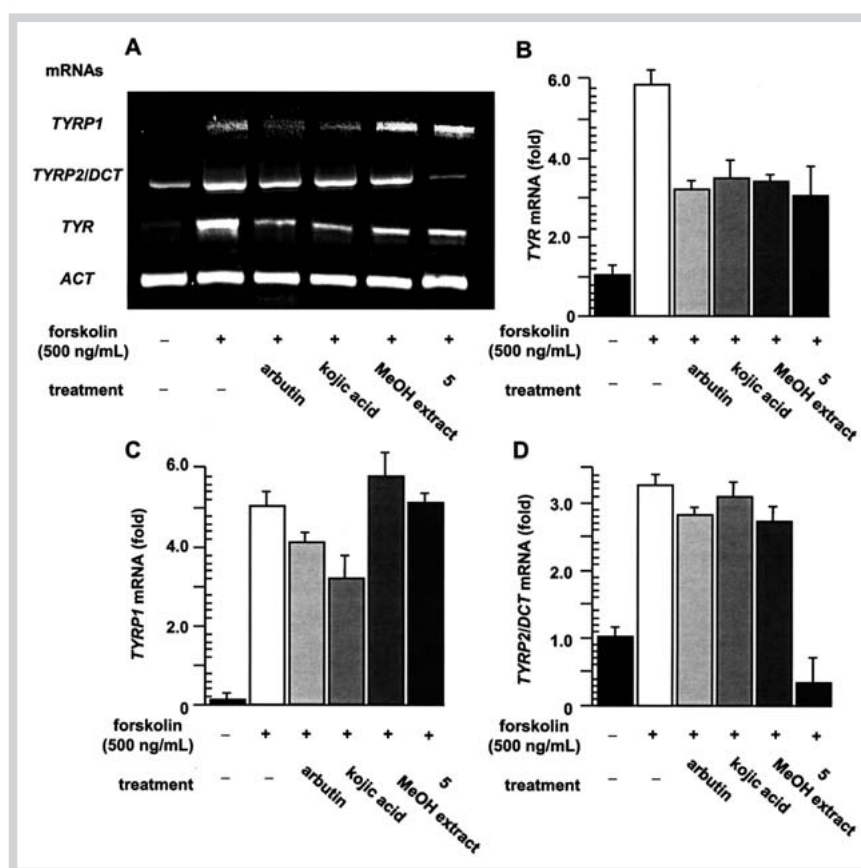 A
mRNAs
TYRP1
TYRP2/DCT
TYR
ACT
forskolin
(500 ng/mL)
– + + + + +
treatment
– – arbutin kojic acid MeOH extract 5
B
TYR mRNA (fold)
6.0
4.0
2.0
0
forskolin
(500 ng/mL)
– + + + + +
treatment
– – arbutin kojic acid MeOH extract 5
C
TYRP1 mRNA (fold)
6.0
4.0
2.0
0
forskolin
(500 ng/mL)
– + + + + +
treatment
– – arbutin kojic acid MeOH extract 5
D
TYRP2/DCT mRNA (fold)
3.0
2.0
1.0
0
forskolin
(500 ng/mL)
– + + + + +
treatment
– – arbutin kojic acid MeOH extract 5